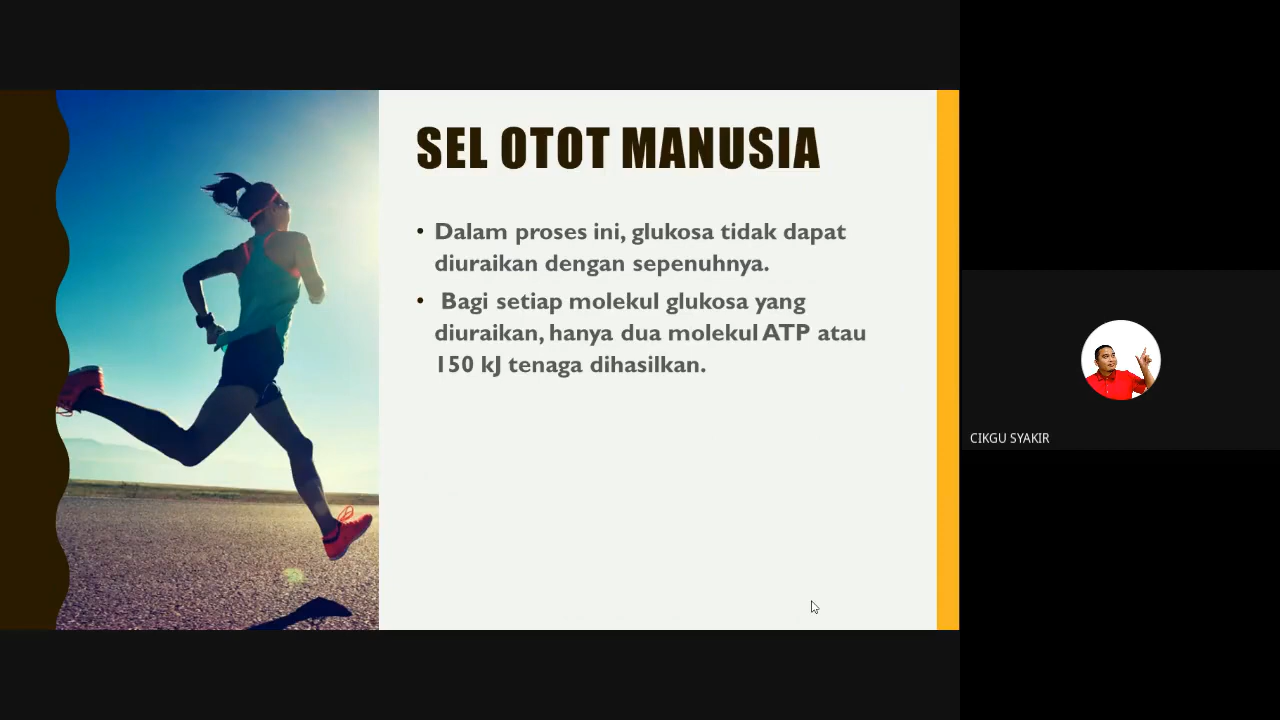 SEL OTOT MANUSIA
• Dalam proses ini, glukosa tidak dapat
diuraikan dengan sepenuhnya.
• Bagi setiap molekul glukosa yang
diuraikan, hanya dua molekul ATP atau
150 kJ tenaga dihasilkan.
CIKGU SYAKIR